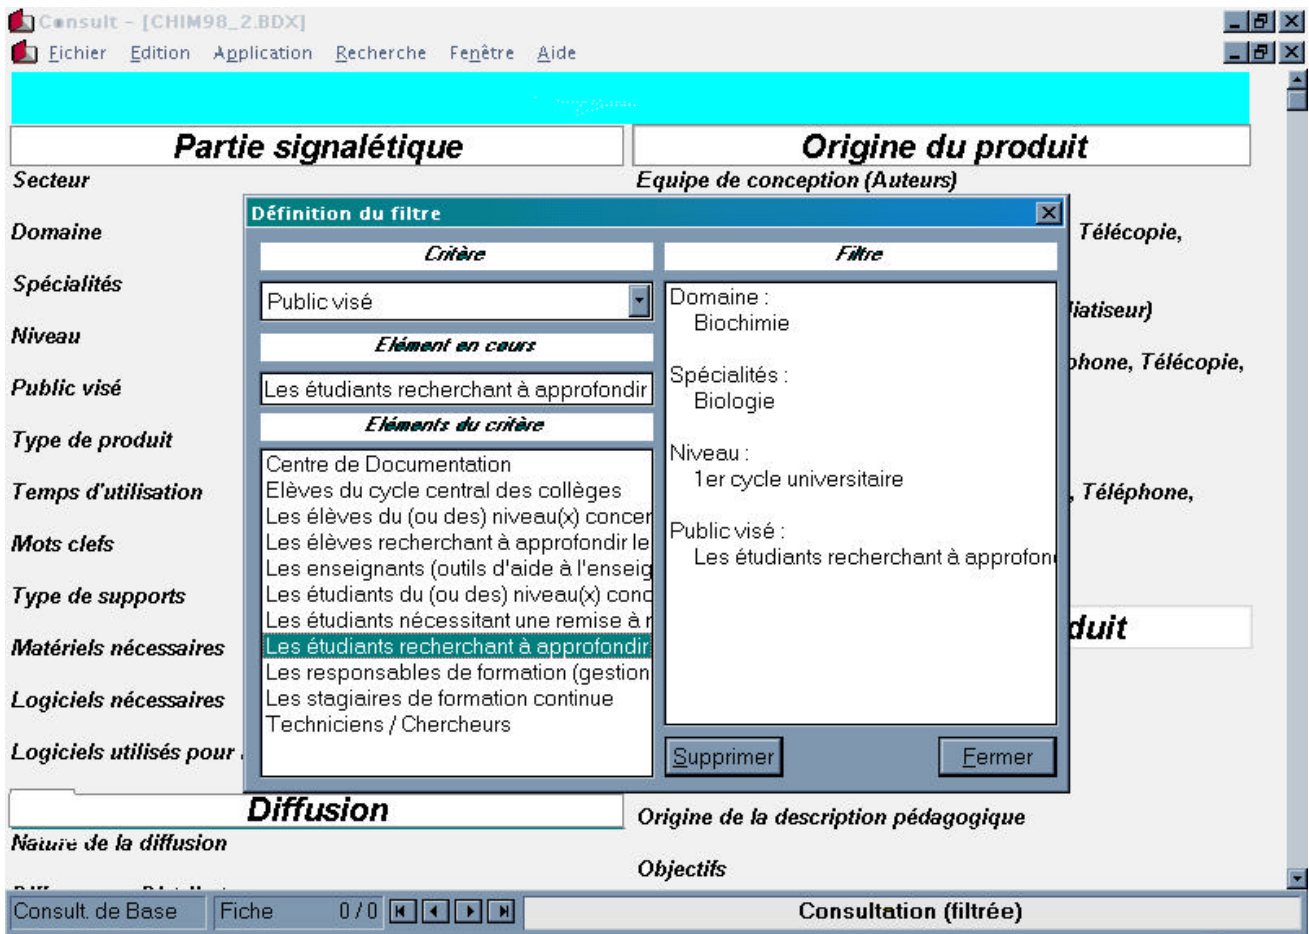 Consult - [CHIM98_2.BDX]
Fichier Edition Application Recherche Fenêtre Aide
Partie signalétique
Origine du produit
Secteur
Equipe de conception (Auteurs)
Définition du filtre
Domaine
Télécopie,
Critère
Filtre
Spécialités
Public visé
Domaine :
Biochimie
iatiseur)
Niveau
Elément en cours
phone, Télécopie,
Public visé
Les étudiants recherchant à approfondir
Spécialités :
Biologie
Eléments du critère
Type de produit
Niveau :
1er cycle universitaire
Centre de Documentation
Elèves du cycle central des collèges
Les élèves du (ou des) niveau(x) concer
Les élèves recherchant à approfondir le
Les enseignants (outils d'aide à l'enseig
Les étudiants du (ou des) niveau(x) conc
Les étudiants nécessitant une remise à n
Les étudiants recherchant à approfondir
Les responsables de formation (gestion
Les stagiaires de formation continue
Techniciens / Chercheurs
Temps d'utilisation
, Téléphone,
Public visé :
Les étudiants recherchant à approfon
Mots clefs
Type de supports
duit
Matériels nécessaires
Logiciels nécessaires
Logiciels utilisés pour
Supprimer
Fermer
Diffusion
Origine de la description pédagogique
Nature de la diffusion
Objectifs
Consult. de Base
Fiche 0 / 0
Consultation (filtrée)